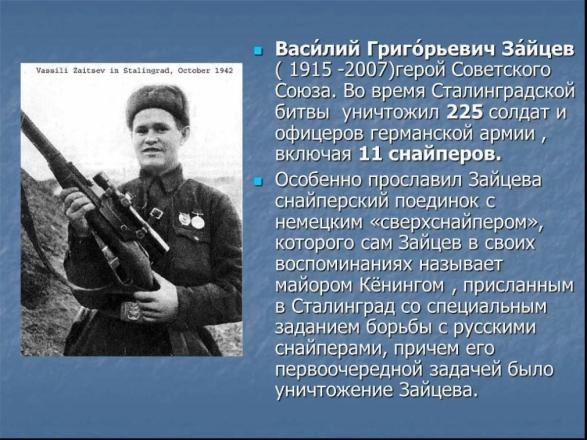 Vassili Zaitsev in Stalingrad, October 1942
Васи́лий Григо́рьевич За́йцев
( 1915 -2007)герой Советского
Союза. Во время Сталинградской
битвы уничтожил 225 солдат и
офицеров германской армии ,
включая 11 снайперов.
Особенно прославил Зайцева
снайперский поединок с
немецким «сверхснайпером»,
которого сам Зайцев в своих
воспоминаниях называет
майором Кёнингом , присланным
в Сталинград со специальным
заданием борьбы с русскими
снайперами, причем его
первоочередной задачей было
уничтожение Зайцева.